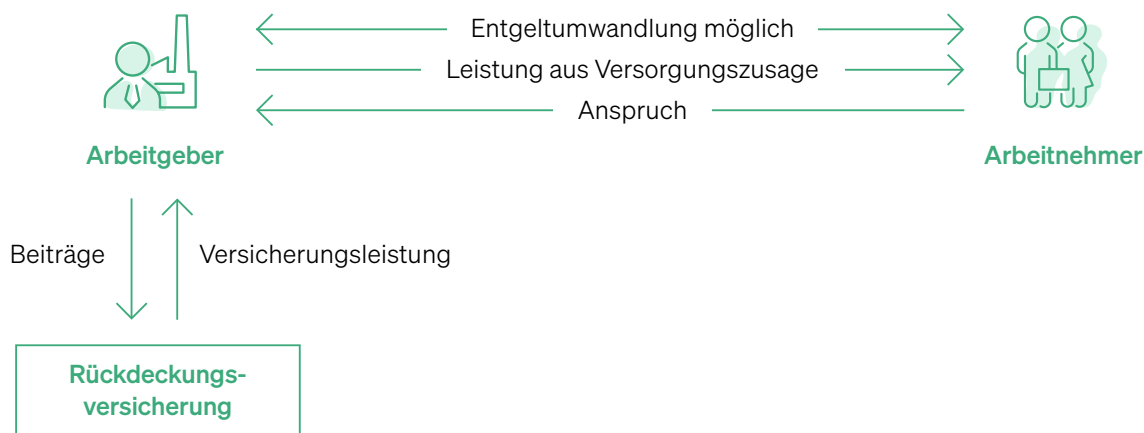 Entgeltumwandlung möglich
Leistung aus Versorgungszusage
Anspruch
Arbeitgeber
Arbeitnehmer
Beiträge
Versicherungsleistung
Rückdeckungs-
versicherung